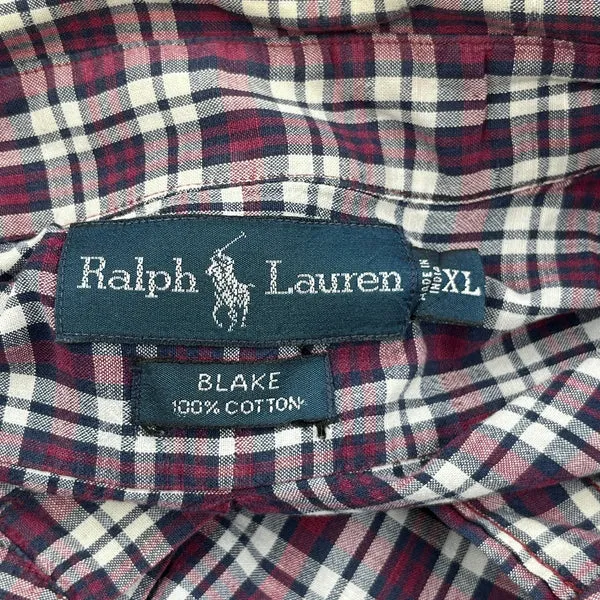 Ralph Lauren
MADE IN
INDIA
XL
BLAKE
100% COTTON